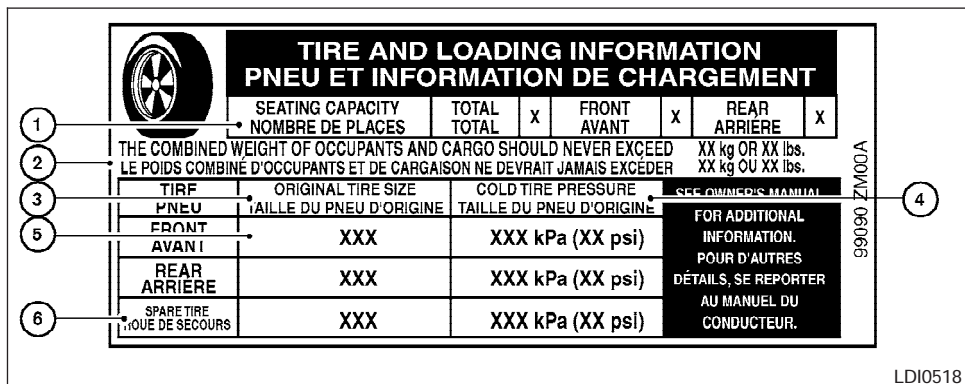 TIRE AND LOADING INFORMATION
PNEU ET INFORMATION DE CHARGEMENT
SEATING CAPACITY
NOMBRE DE PLACES
TOTAL
TOTAL
X
FRONT
AVANT
X
REAR
ARRIÈRE
X
THE COMBINED WEIGHT OF OCCUPANTS AND CARGO SHOULD NEVER EXCEED XX kg OR XX lbs.
LE POIDS COMBINÉ D'OCCUPANTS ET DE CARGAISON NE DEVRAIT JAMAIS EXCÉDER XX kg OU XX lbs.
TIRE
PNEU
ORIGINAL TIRE SIZE
TAILLE DU PNEU D'ORIGINE
COLD TIRE PRESSURE
TAILLE DU PNEU D'ORIGINE
FRONT
AVANT
XXX
XXX kPa (XX psi)
REAR
ARRIÈRE
XXX
XXX kPa (XX psi)
SPARE TIRE
ROUE DE SECOURS
XXX
XXX kPa (XX psi)
SEE OWNER'S MANUAL
FOR ADDITIONAL
INFORMATION.
POUR D'AUTRES
DÉTAILS, SE REPORTER
AU MANUEL DU
CONDUCTEUR.
99090 ZM00A
1
2
3
4
5
6
LDI0518